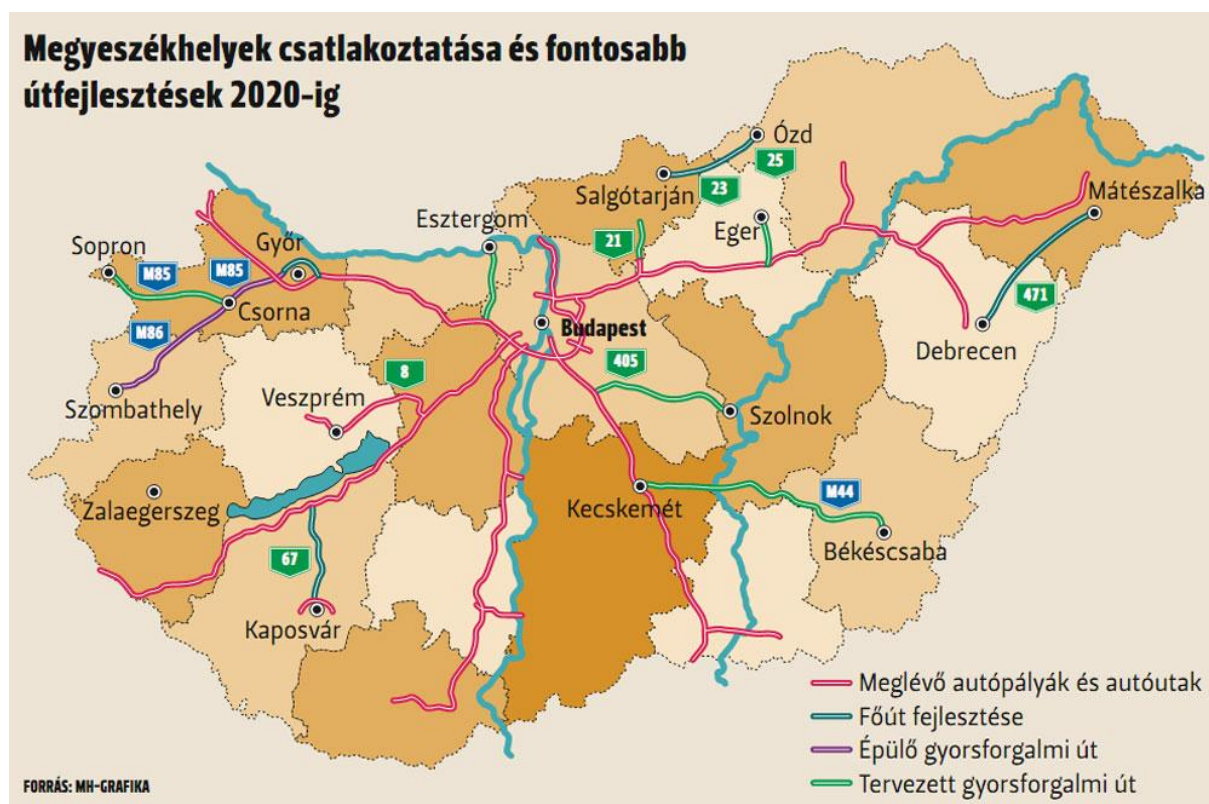 Megyeszékhelyek csatlakoztatása és fontosabb
útfejlesztések 2020-ig
Ózd
25
Salgótarján
23
Mátészalka
Esztergom
Eger
21
Sopron
Győr
M85
M85
471
Csorna
M86
Budapest
Debrecen
405
8
Veszprém
Szombathely
Szolnok
Kecskemét
M44
Zalaegerszeg
Békéscsaba
67
Kaposvár
Meglévő autópályák és autóutak
Főút fejlesztése
Épülő gyorsforgalmi út
Tervezett gyorsforgalmi út
FORRÁS: MH-GRAFIKA